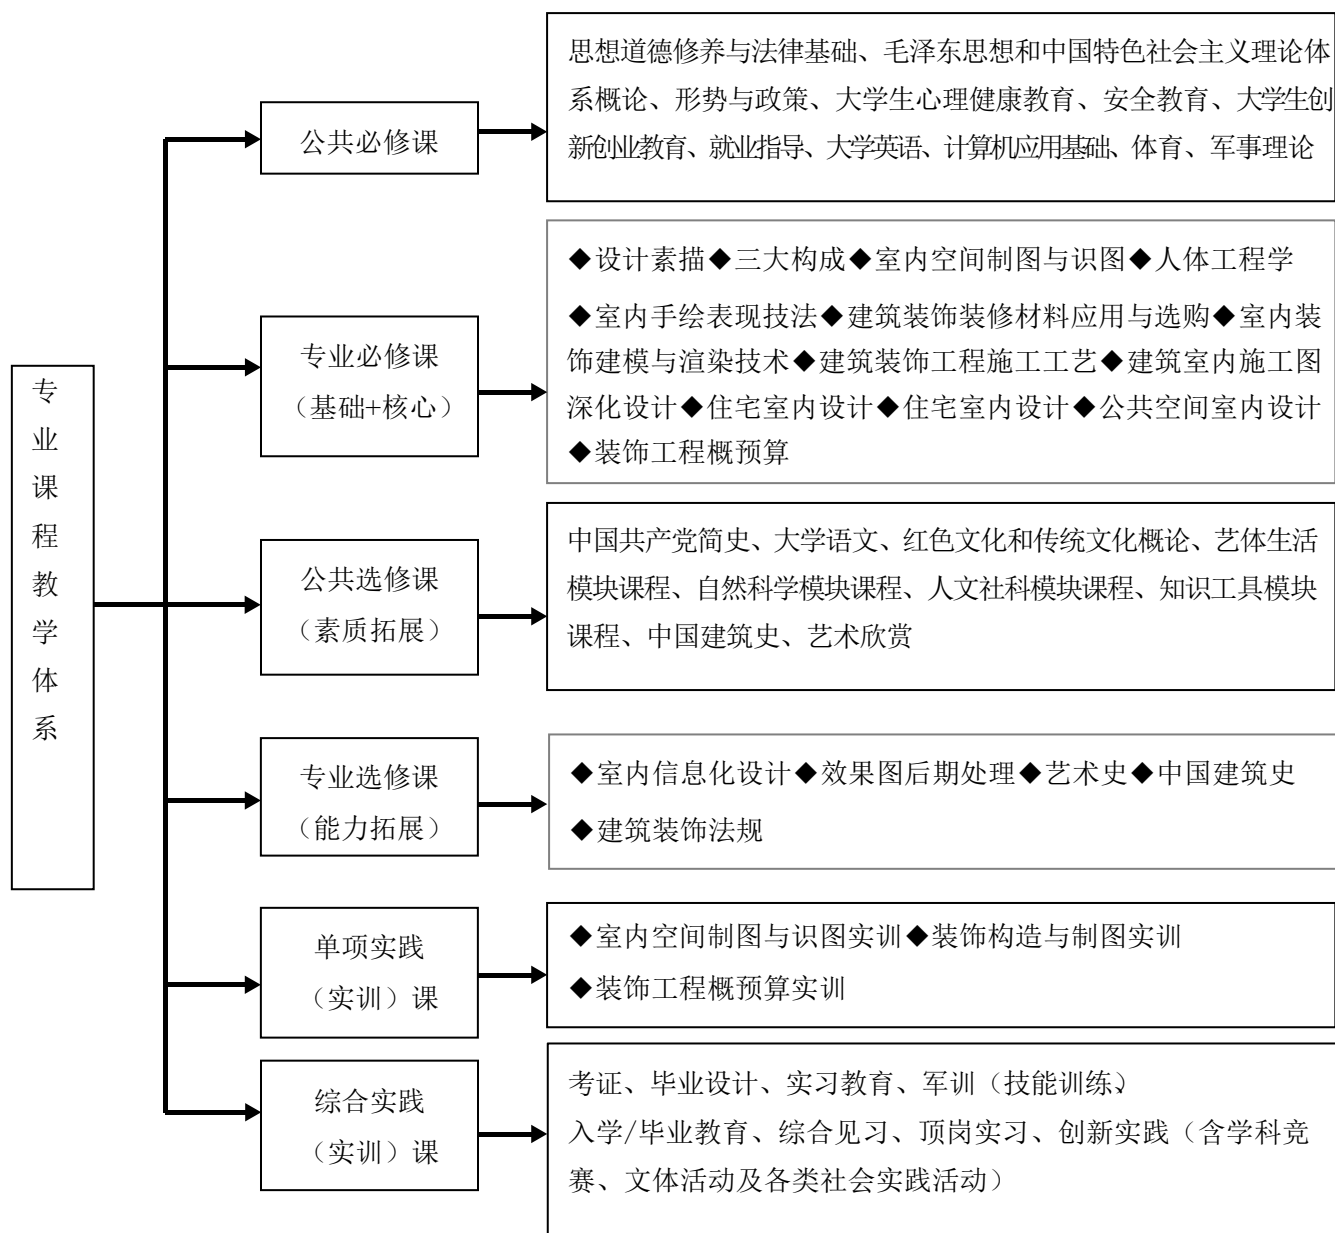 专业课程教学体系
公共必修课
思想道德修养与法律基础、毛泽东思想和中国特色社会主义理论体
系概论、形势与政策、大学生心理健康教育、安全教育、大学生创
新创业教育、就业指导、大学英语、计算机应用基础、体育、军事理论
专业必修课
（基础+核心）
◆设计素描◆三大构成◆室内空间制图与识图◆人体工程学
◆室内手绘表现技法◆建筑装饰装修材料应用与选购◆室内装
饰建模与渲染技术◆建筑装饰工程施工工艺◆建筑室内施工图
深化设计◆住宅室内设计◆住宅室内设计◆公共空间室内设计
◆装饰工程概预算
公共选修课
（素质拓展）
中国共产党简史、大学语文、红色文化和传统文化概论、艺体生活
模块课程、自然科学模块课程、人文社科模块课程、知识工具模块
课程、中国建筑史、艺术欣赏
专业选修课
（能力拓展）
◆室内信息化设计◆效果图后期处理◆艺术史◆中国建筑史
◆建筑装饰法规
单项实践
（实训）课
◆室内空间制图与识图实训◆装饰构造与制图实训
◆装饰工程概预算实训
综合实践
（实训）课
考证、毕业设计、实习教育、军训（技能训练）、
入学/毕业教育、综合见习、顶岗实习、创新实践（含学科竞
赛、文体活动及各类社会实践活动）